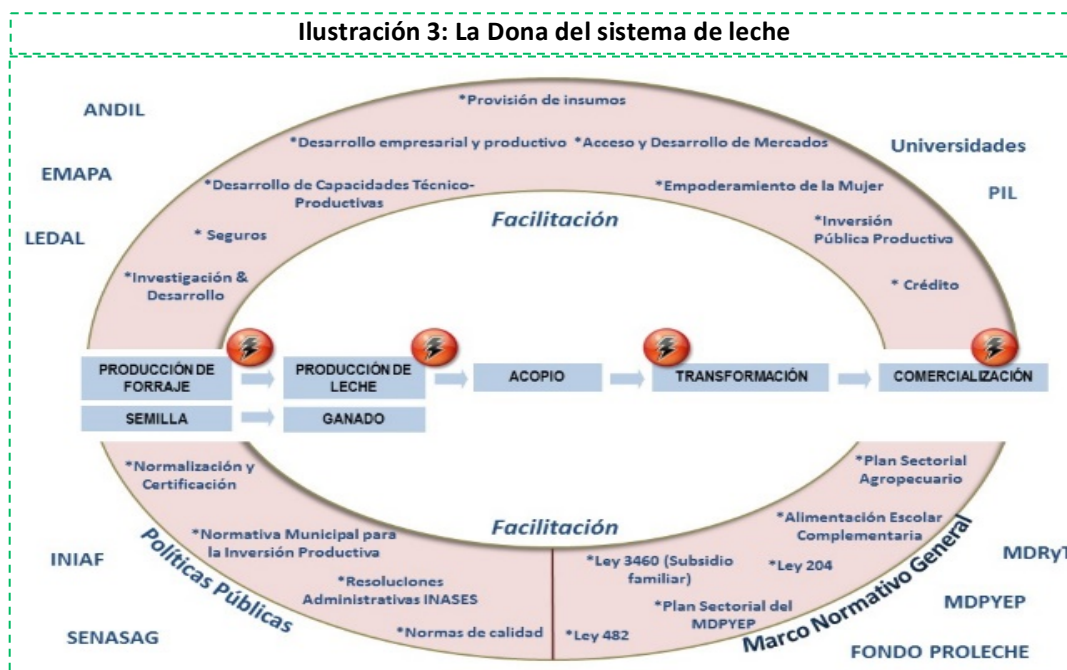 Ilustración 3: La Dona del sistema de leche
ANDIL
EMAPA
LEDAL
*Provisión de insumos
*Desarrollo empresarial y productivo
*Acceso y Desarrollo de Mercados
*Desarrollo de Capacidades Técnico-
Productivas
*Empoderamiento de la Mujer
* Seguros
*Inversión
Pública Productiva
*Investigación &
Desarrollo
* Crédito
Universidades
PIL
Facilitación
PRODUCCIÓN DE
FORRAJE
PRODUCCIÓN DE
LECHE
ACOPIO
TRANSFORMACIÓN
COMERCIALIZACIÓN
SEMILLA
GANADO
Facilitación
*Normalización y
Certificación
*Normativa Municipal para
la Inversión Productiva
*Resoluciones
Administrativas INASES
*Normas de calidad
Políticas Públicas
*Plan Sectorial
Agropecuario
*Alimentación Escolar
Complementaria
*Ley 3460 (Subsidio
familiar)
*Ley 204
*Plan Sectorial del
MDPYEP
*Ley 482
Marco Normativo General
INIAF
SENASAG
MDRyT
MDPYEP
FONDO PROLECHE